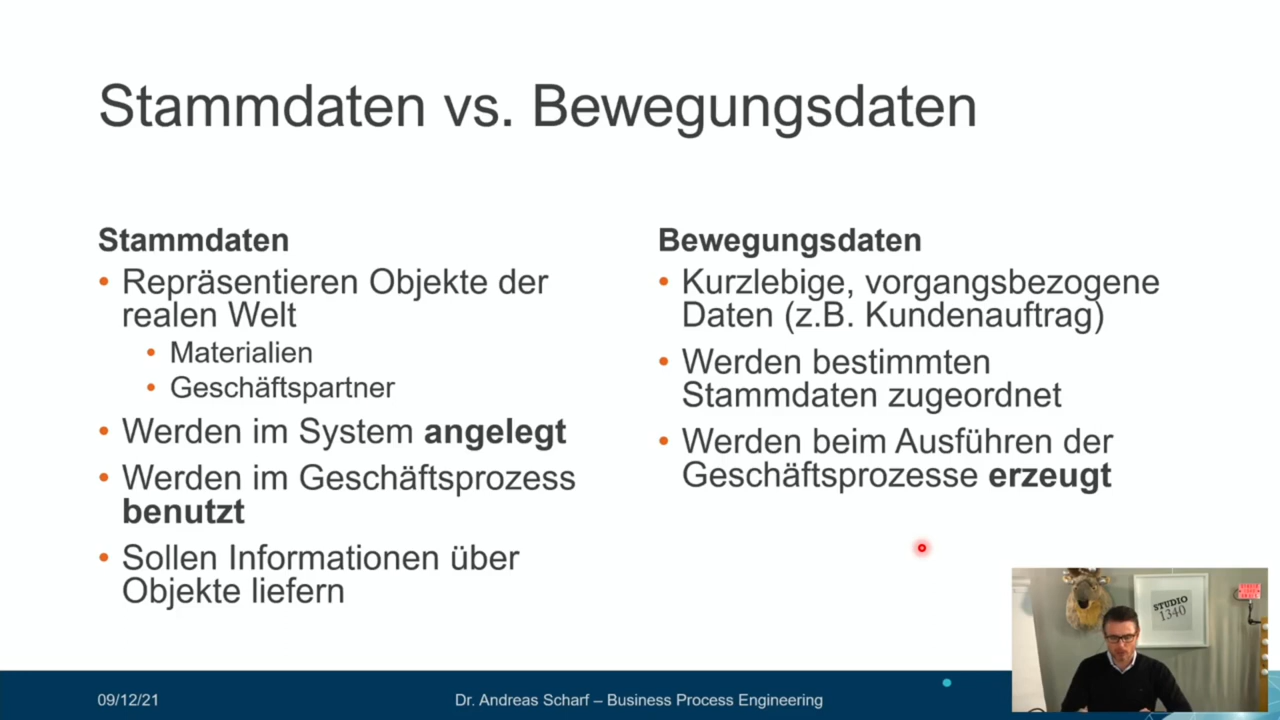 Stammdaten vs. Bewegungsdaten
Stammdaten
• Repräsentieren Objekte der
realen Welt
• Materialien
• Geschäftspartner
• Werden im System angelegt
• Werden im Geschäftsprozess
benutzt
• Sollen Informationen über
Objekte liefern
Bewegungsdaten
• Kurzlebige, vorgangsbezogene
Daten (z.B. Kundenauftrag)
• Werden bestimmten
Stammdaten zugeordnet
• Werden beim Ausführen der
Geschäftsprozesse erzeugt
STUDIO
1340
09/12/21
Dr. Andreas Scharf – Business Process Engineering